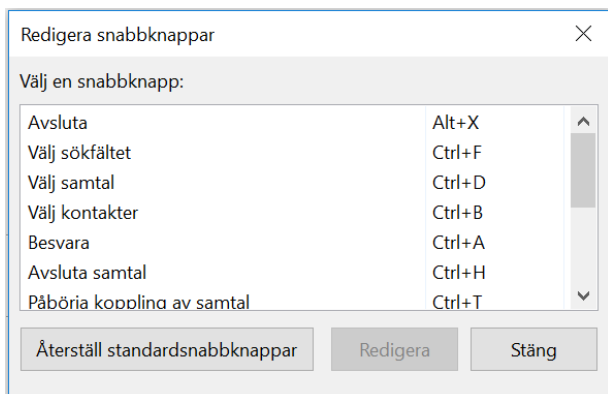 Redigera snabbknappar
Välj en snabbknapp:
Avsluta Alt+X
Välj sökfältet Ctrl+F
Välj samtal Ctrl+D
Välj kontakter Ctrl+B
Besvara Ctrl+A
Avsluta samtal Ctrl+H
Påbörja koppling av samtal Ctrl+T
Återställ standardsnabbknappar Redigera Stäng